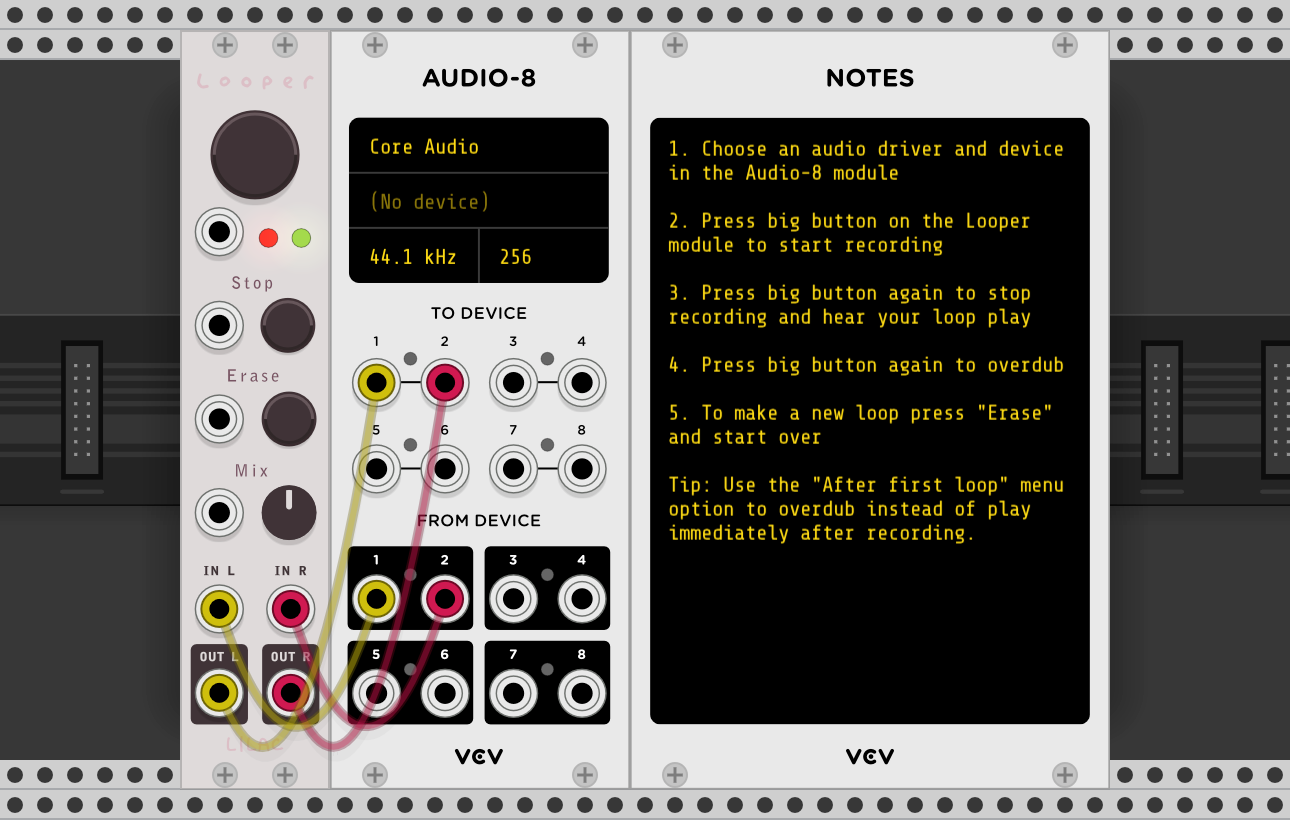 Looper
Stop
Erase
Mix
IN L IN R
OUT L OUT R
LILAC
AUDIO-8
Core Audio
(No device)
44.1 kHz 256
TO DEVICE
1 2 3 4
5 6 7 8
FROM DEVICE
1 2 3 4
5 6 7 8
VCV
NOTES
1. Choose an audio driver and device
in the Audio-8 module
2. Press big button on the Looper
module to start recording
3. Press big button again to stop
recording and hear your loop play
4. Press big button again to overdub
5. To make a new loop press "Erase"
and start over
Tip: Use the "After first loop" menu
option to overdub instead of play
immediately after recording.
VCV